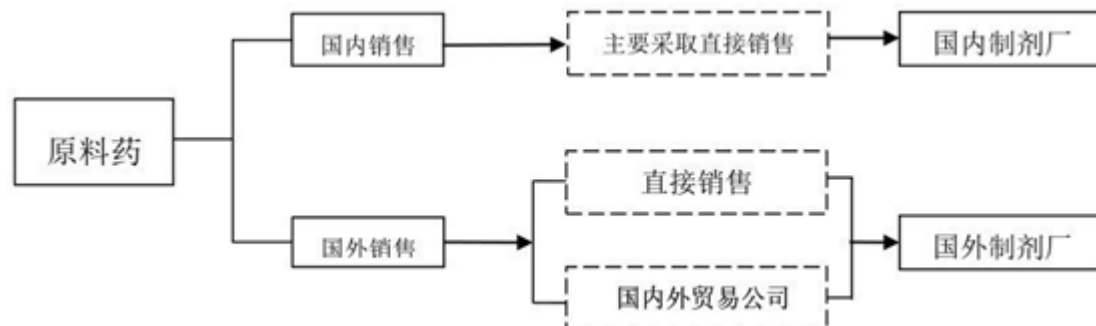 国内销售
主要采取直接销售
国内制剂厂
原料药
直接销售
国外销售
国外制剂厂
国内外贸易公司